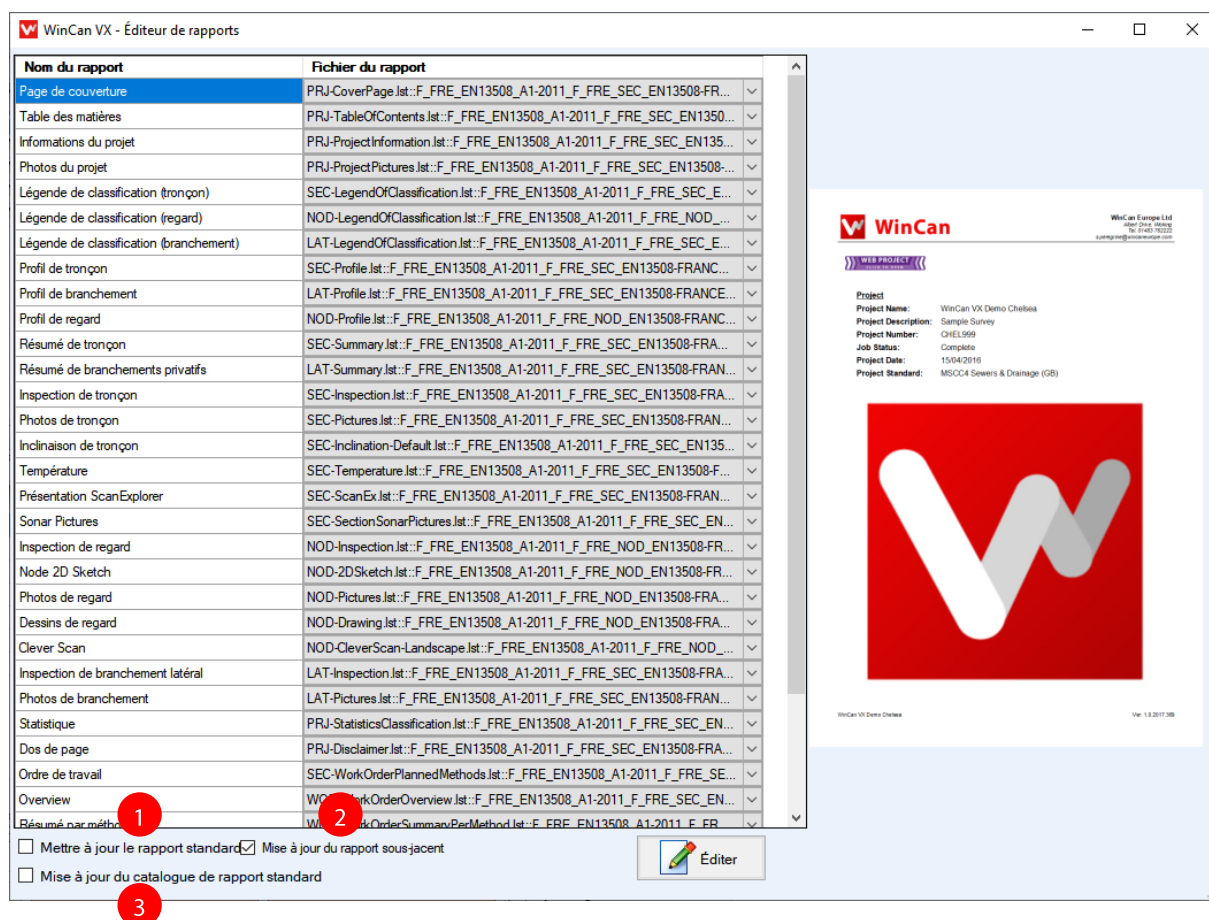 WinCan VX - Éditeur de rapports
Nom du rapport Fichier du rapport
Page de couverture PRJ-CoverPage.lst::F_FRE_EN13508_A1-2011_F_FRE_SEC_EN13508-FR...
Table des matières PRJ-TableOfContents.lst::F_FRE_EN13508_A1-2011_F_FRE_SEC_EN1350...
Informations du projet PRJ-ProjectInformation.lst::F_FRE_EN13508_A1-2011_F_FRE_SEC_EN135...
Photos du projet PRJ-ProjectPictures.lst::F_FRE_EN13508_A1-2011_F_FRE_SEC_EN13508-...
Légende de classification (tronçon) SEC-LegendOfClassification.lst::F_FRE_EN13508_A1-2011_F_FRE_SEC_E...
Légende de classification (regard) NOD-LegendOfClassification.lst::F_FRE_EN13508_A1-2011_F_FRE_NOD_...
Légende de classification (branchement) LAT-LegendOfClassification.lst::F_FRE_EN13508_A1-2011_F_FRE_SEC_E...
Profil de tronçon SEC-Profile.lst::F_FRE_EN13508_A1-2011_F_FRE_SEC_EN13508-FRANC...
Profil de branchement LAT-Profile.lst::F_FRE_EN13508_A1-2011_F_FRE_SEC_EN13508-FRANCE...
Profil de regard NOD-Profile.lst::F_FRE_EN13508_A1-2011_F_FRE_NOD_EN13508-FRANC...
Résumé de tronçon SEC-Summary.lst::F_FRE_EN13508_A1-2011_F_FRE_SEC_EN13508-FRA...
Résumé de branchements privatifs LAT-Summary.lst::F_FRE_EN13508_A1-2011_F_FRE_SEC_EN13508-FRAN...
Inspection de tronçon SEC-Inspection.lst::F_FRE_EN13508_A1-2011_F_FRE_SEC_EN13508-FRA...
Photos de tronçon SEC-Pictures.lst::F_FRE_EN13508_A1-2011_F_FRE_SEC_EN13508-FRAN...
Inclinaison de tronçon SEC-Inclination-Default.lst::F_FRE_EN13508_A1-2011_F_FRE_SEC_EN135...
Température SEC-Temperature.lst::F_FRE_EN13508_A1-2011_F_FRE_SEC_EN13508-F...
Présentation ScanExplorer SEC-ScanEx.lst::F_FRE_EN13508_A1-2011_F_FRE_SEC_EN13508-FRAN...
Sonar Pictures SEC-SectionSonarPictures.lst::F_FRE_EN13508_A1-2011_F_FRE_SEC_EN...
Inspection de regard NOD-Inspection.lst::F_FRE_EN13508_A1-2011_F_FRE_NOD_EN13508-FR...
Node 2D Sketch NOD-2DSketch.lst::F_FRE_EN13508_A1-2011_F_FRE_NOD_EN13508-FR...
Photos de regard NOD-Pictures.lst::F_FRE_EN13508_A1-2011_F_FRE_NOD_EN13508-FRA...
Dessins de regard NOD-Drawing.lst::F_FRE_EN13508_A1-2011_F_FRE_NOD_EN13508-FRA...
Clever Scan NOD-CleverScan-Landscape.lst::F_FRE_EN13508_A1-2011_F_FRE_NOD_...
Inspection de branchement latéral LAT-Inspection.lst::F_FRE_EN13508_A1-2011_F_FRE_SEC_EN13508-FRA...
Photos de branchement LAT-Pictures.lst::F_FRE_EN13508_A1-2011_F_FRE_SEC_EN13508-FRAN...
Statistique PRJ-StatisticsClassification.lst::F_FRE_EN13508_A1-2011_F_FRE_SEC_EN...
Dos de page PRJ-Disclaimer.lst::F_FRE_EN13508_A1-2011_F_FRE_SEC_EN13508-FRA...
Ordre de travail SEC-WorkOrderPlannedMethods.lst::F_FRE_EN13508_A1-2011_F_FRE_SE...
Overview
Résumé par
1
2
Mettre à jour le rapport standard Mise à jour du rapport sous-jacent
Mise à jour du catalogue de rapport standard
3
Éditer
WinCan
WinCan Europe Ltd
WEB PROJECT
CLICK TO OPEN
Project
Project Name: WinCan VX Demo Chelsea
Project Description: Sample Survey
Project Number: CHEL999
Job Status: Complete
Project Date: 15/04/2016
Project Standard: MSCC4 Sewers & Drainage (GB)
WinCan VX Demo Chelsea